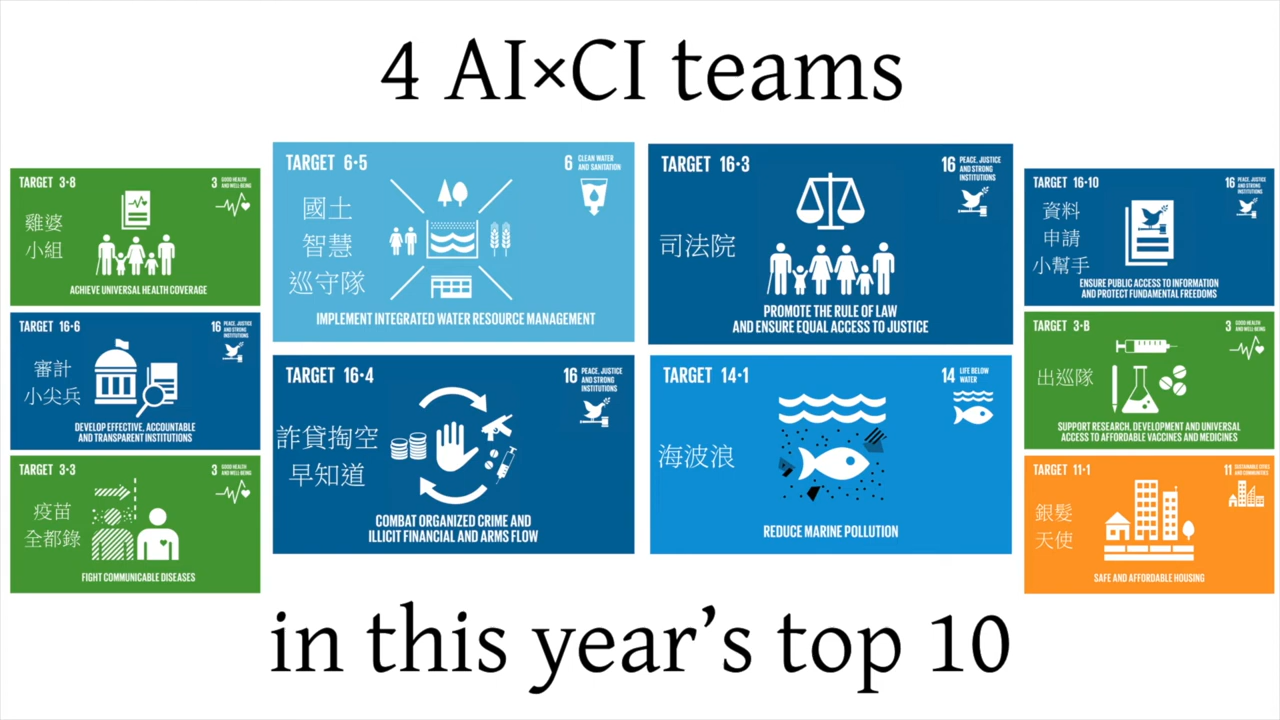 4 AI×CI teams
TARGET 3·8
3 GOOD HEALTH
AND WELL-BEING
雞婆
小組
ACHIEVE UNIVERSAL HEALTH COVERAGE
TARGET 16·6
16 PEACE, JUSTICE
AND STRONG
INSTITUTIONS
審計
小尖兵
DEVELOP EFFECTIVE, ACCOUNTABLE
AND TRANSPARENT INSTITUTIONS
TARGET 3·3
3 GOOD HEALTH
AND WELL-BEING
疫苗
全都錄
FIGHT COMMUNICABLE DISEASES
TARGET 6·5
6 CLEAN WATER
AND SANITATION
國土
智慧
巡守隊
IMPLEMENT INTEGRATED WATER RESOURCE MANAGEMENT
TARGET 16·4
16 PEACE, JUSTICE
AND STRONG
INSTITUTIONS
詐貸掏空
早知道
COMBAT ORGANIZED CRIME AND
ILLICIT FINANCIAL AND ARMS FLOW
TARGET 16·3
16 PEACE, JUSTICE
AND STRONG
INSTITUTIONS
司法院
PROMOTE THE RULE OF LAW
AND ENSURE EQUAL ACCESS TO JUSTICE
TARGET 14·1
14 LIFE BELOW
WATER
海波浪
REDUCE MARINE POLLUTION
TARGET 16·10
16 PEACE, JUSTICE
AND STRONG
INSTITUTIONS
資料
申請
小幫手
ENSURE PUBLIC ACCESS TO INFORMATION
AND PROTECT FUNDAMENTAL FREEDOMS
TARGET 3·B
3 GOOD HEALTH
AND WELL-BEING
出巡隊
SUPPORT RESEARCH, DEVELOPMENT AND UNIVERSAL
ACCESS TO AFFORDABLE VACCINES AND MEDICINES
TARGET 11·1
11 SUSTAINABLE CITIES
AND COMMUNITIES
銀髮
天使
SAFE AND AFFORDABLE HOUSING
in this year’s top 10